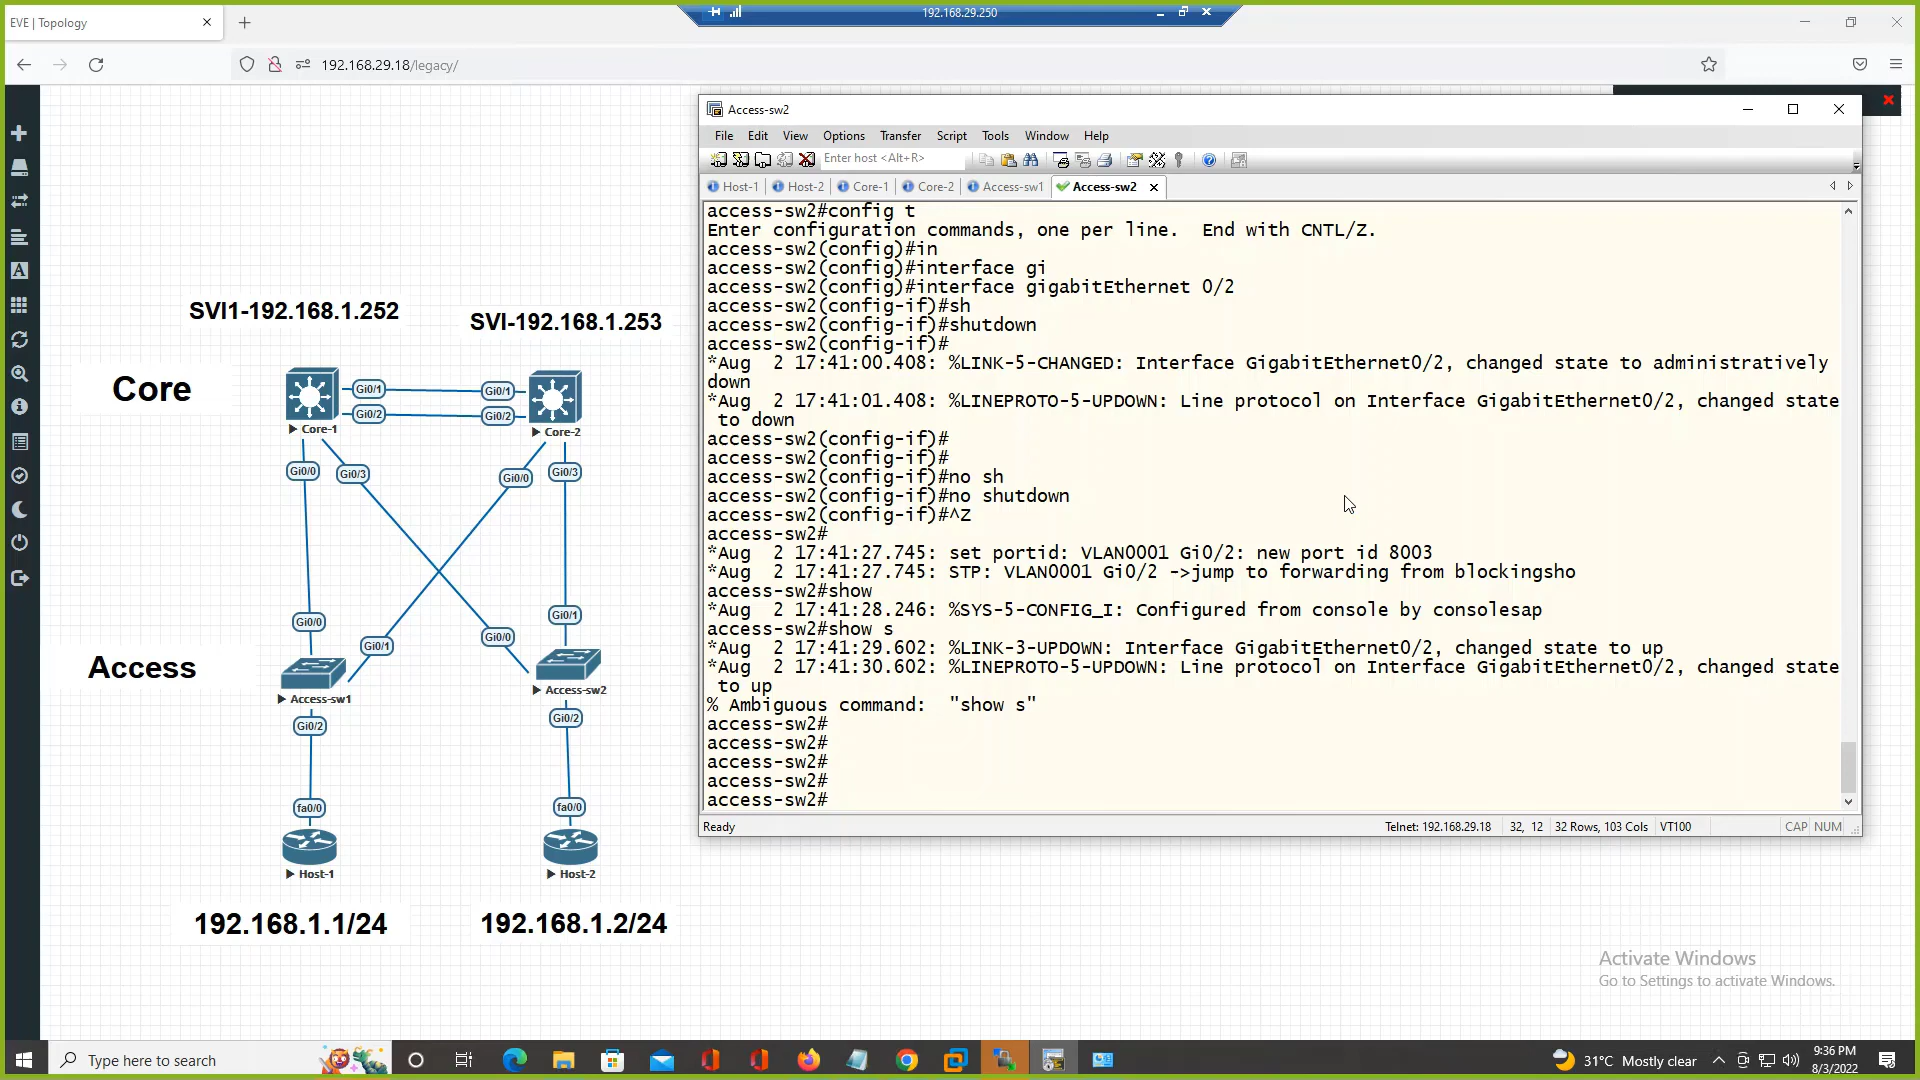 EVE | Topology
192.168.29.250
192.168.29.18/legacy/
Access-sw2
File Edit View Options Transfer Script Tools Window Help
Enter host <Alt+R>
Host-1 Host-2 Core-1 Core-2 Access-sw1 Access-sw2
access-sw2#config t
Enter configuration commands, one per line.  End with CNTL/Z.
access-sw2(config)#in
access-sw2(config)#interface gi
access-sw2(config)#interface gigabitEthernet 0/2
access-sw2(config-if)#sh
access-sw2(config-if)#shutdown
access-sw2(config-if)#
*Aug  2 17:41:00.408: %LINK-5-CHANGED: Interface GigabitEthernet0/2, changed state to administratively
down
*Aug  2 17:41:01.408: %LINEPROTO-5-UPDOWN: Line protocol on Interface GigabitEthernet0/2, changed state
to down
access-sw2(config-if)#
access-sw2(config-if)#
access-sw2(config-if)#no sh
access-sw2(config-if)#no shutdown
access-sw2(config-if)#^Z
access-sw2#
*Aug  2 17:41:27.745: set portid: VLAN0001 Gi0/2: new port id 8003
*Aug  2 17:41:27.745: STP: VLAN0001 Gi0/2 ->jump to forwarding from blockingsho
access-sw2#show
*Aug  2 17:41:28.246: %SYS-5-CONFIG_I: Configured from console by consolesap
access-sw2#show s
*Aug  2 17:41:29.602: %LINK-3-UPDOWN: Interface GigabitEthernet0/2, changed state to up
*Aug  2 17:41:30.602: %LINEPROTO-5-UPDOWN: Line protocol on Interface GigabitEthernet0/2, changed state
to up
% Ambiguous command:  "show s"
access-sw2#
access-sw2#
access-sw2#
access-sw2#
access-sw2#
Ready
Telnet: 192.168.29.18 32, 12 32 Rows, 103 Cols VT100 CAP NUM
SVI1-192.168.1.252
SVI-192.168.1.253
Core
Gi0/1 Gi0/1
Gi0/2 Gi0/2
Core-1 Core-2
Gi0/0 Gi0/3 Gi0/0 Gi0/3
Gi0/0 Gi0/1 Gi0/0 Gi0/1
Access
Access-sw1 Access-sw2
Gi0/2 Gi0/2
fa0/0 fa0/0
Host-1 Host-2
192.168.1.1/24 192.168.1.2/24
Activate Windows
Go to Settings to activate Windows.
Type here to search
31°C Mostly clear
9:36 PM
8/3/2022